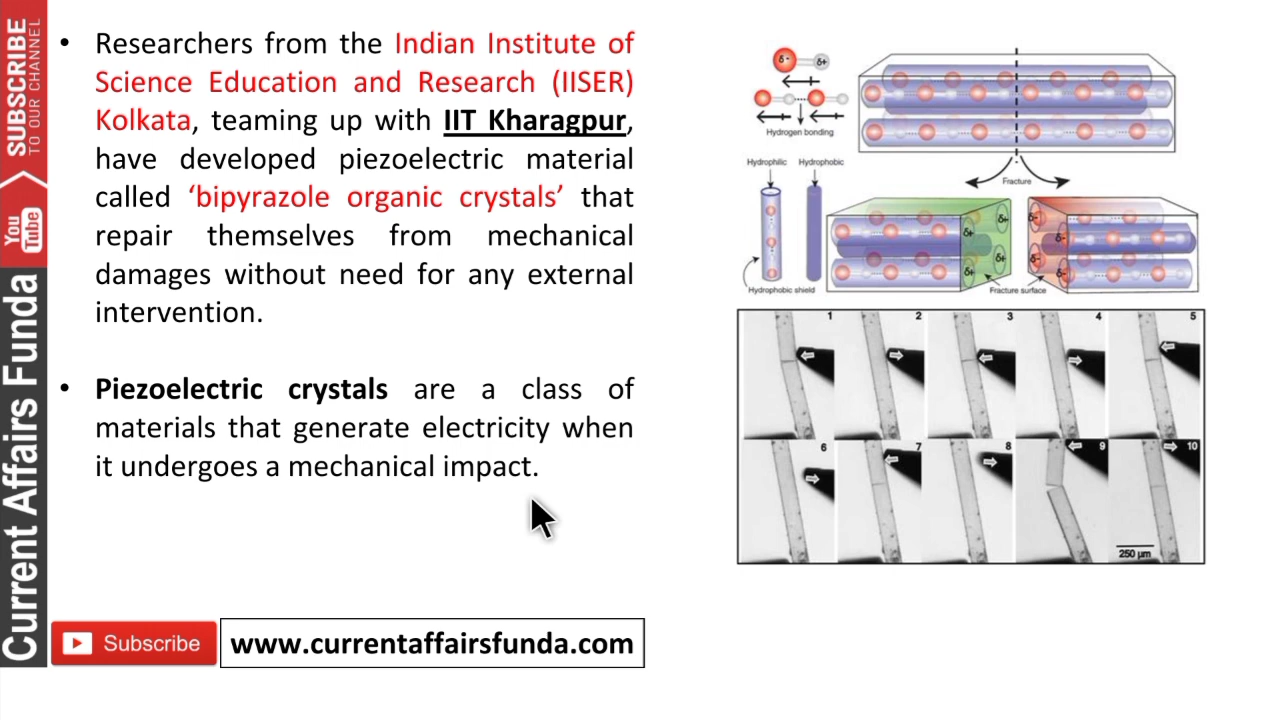 SUBSCRIBE
TO OUR CHANNEL
You
Tube
Current Affairs Funda
• Researchers from the Indian Institute of
Science Education and Research (IISER)
Kolkata, teaming up with IIT Kharagpur,
have developed piezoelectric material
called ‘bipyrazole organic crystals’ that
repair themselves from mechanical
damages without need for any external
intervention.
• Piezoelectric crystals are a class of
materials that generate electricity when
it undergoes a mechanical impact.
Subscribe
www.currentaffairsfunda.com
δ- δ+
Hydrogen bonding
Hydrophilic Hydrophobic
Hydrophobic shield
Fracture
δ+ δ-
δ+ δ-
δ+ δ-
δ+ δ-
Fracture surface
1 2 3 4 5
6 7 8 9 10
250 µm